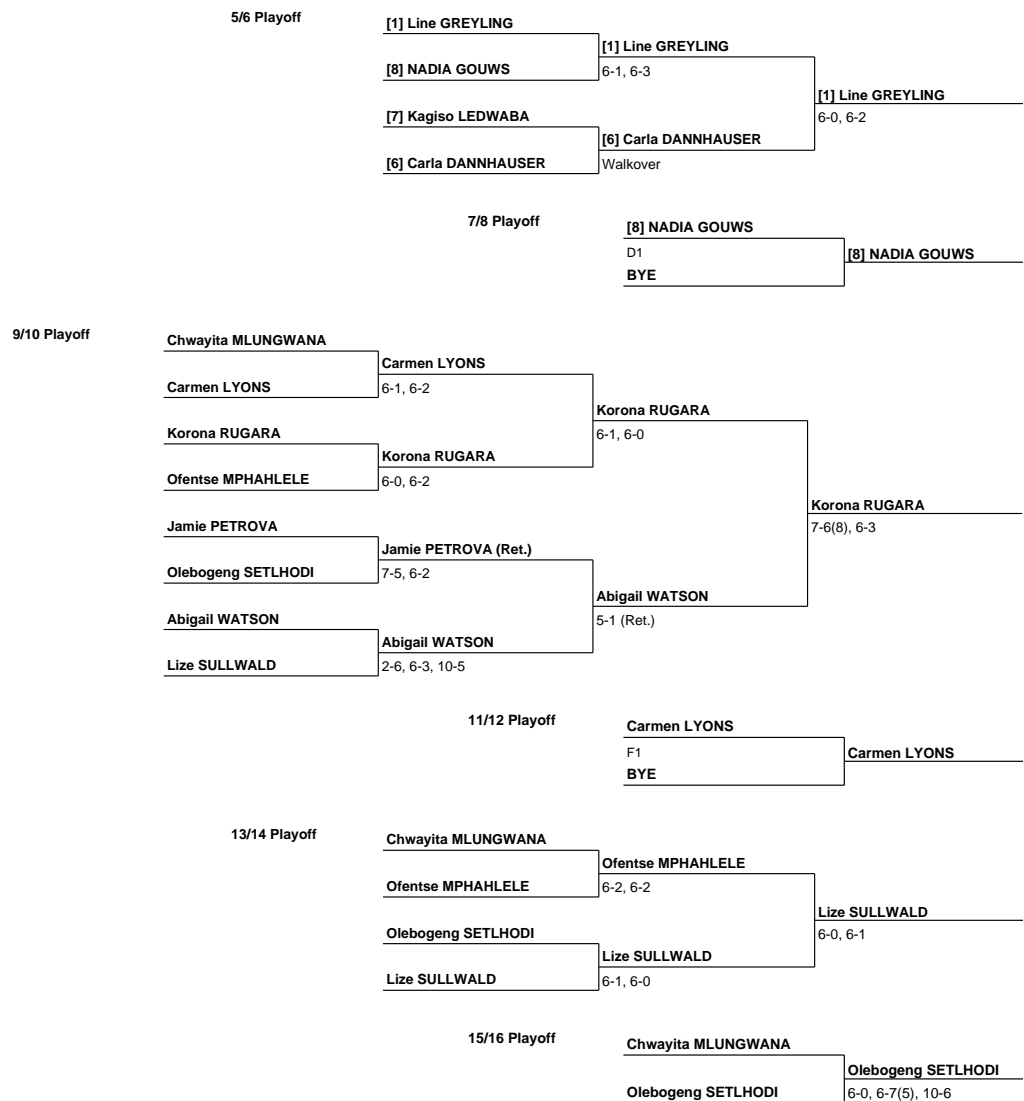 5/6 Playoff
[1] Line GREYLING
[1] Line GREYLING
[8] NADIA GOUWS
6-1, 6-3
[1] Line GREYLING
[7] Kagiso LEDWABA
6-0, 6-2
[6] Carla DANNHAUSER
[6] Carla DANNHAUSER
Walkover
7/8 Playoff
[8] NADIA GOUWS
D1
[8] NADIA GOUWS
BYE
9/10 Playoff
Chwayita MLUNGWANA
Carmen LYONS
Carmen LYONS
6-1, 6-2
Korona RUGARA
Korona RUGARA
6-1, 6-0
Korona RUGARA
Ofentse MPHAHLELE
6-0, 6-2
Korona RUGARA
Jamie PETROVA
7-6(8), 6-3
Jamie PETROVA (Ret.)
Olebogeng SETLHODI
7-5, 6-2
Abigail WATSON
Abigail WATSON
5-1 (Ret.)
Abigail WATSON
Lize SULLWALD
2-6, 6-3, 10-5
11/12 Playoff
Carmen LYONS
F1
Carmen LYONS
BYE
13/14 Playoff
Chwayita MLUNGWANA
Ofentse MPHAHLELE
Ofentse MPHAHLELE
6-2, 6-2
Lize SULLWALD
Olebogeng SETLHODI
6-0, 6-1
Lize SULLWALD
Lize SULLWALD
6-1, 6-0
15/16 Playoff
Chwayita MLUNGWANA
Olebogeng SETLHODI
Olebogeng SETLHODI
6-0, 6-7(5), 10-6